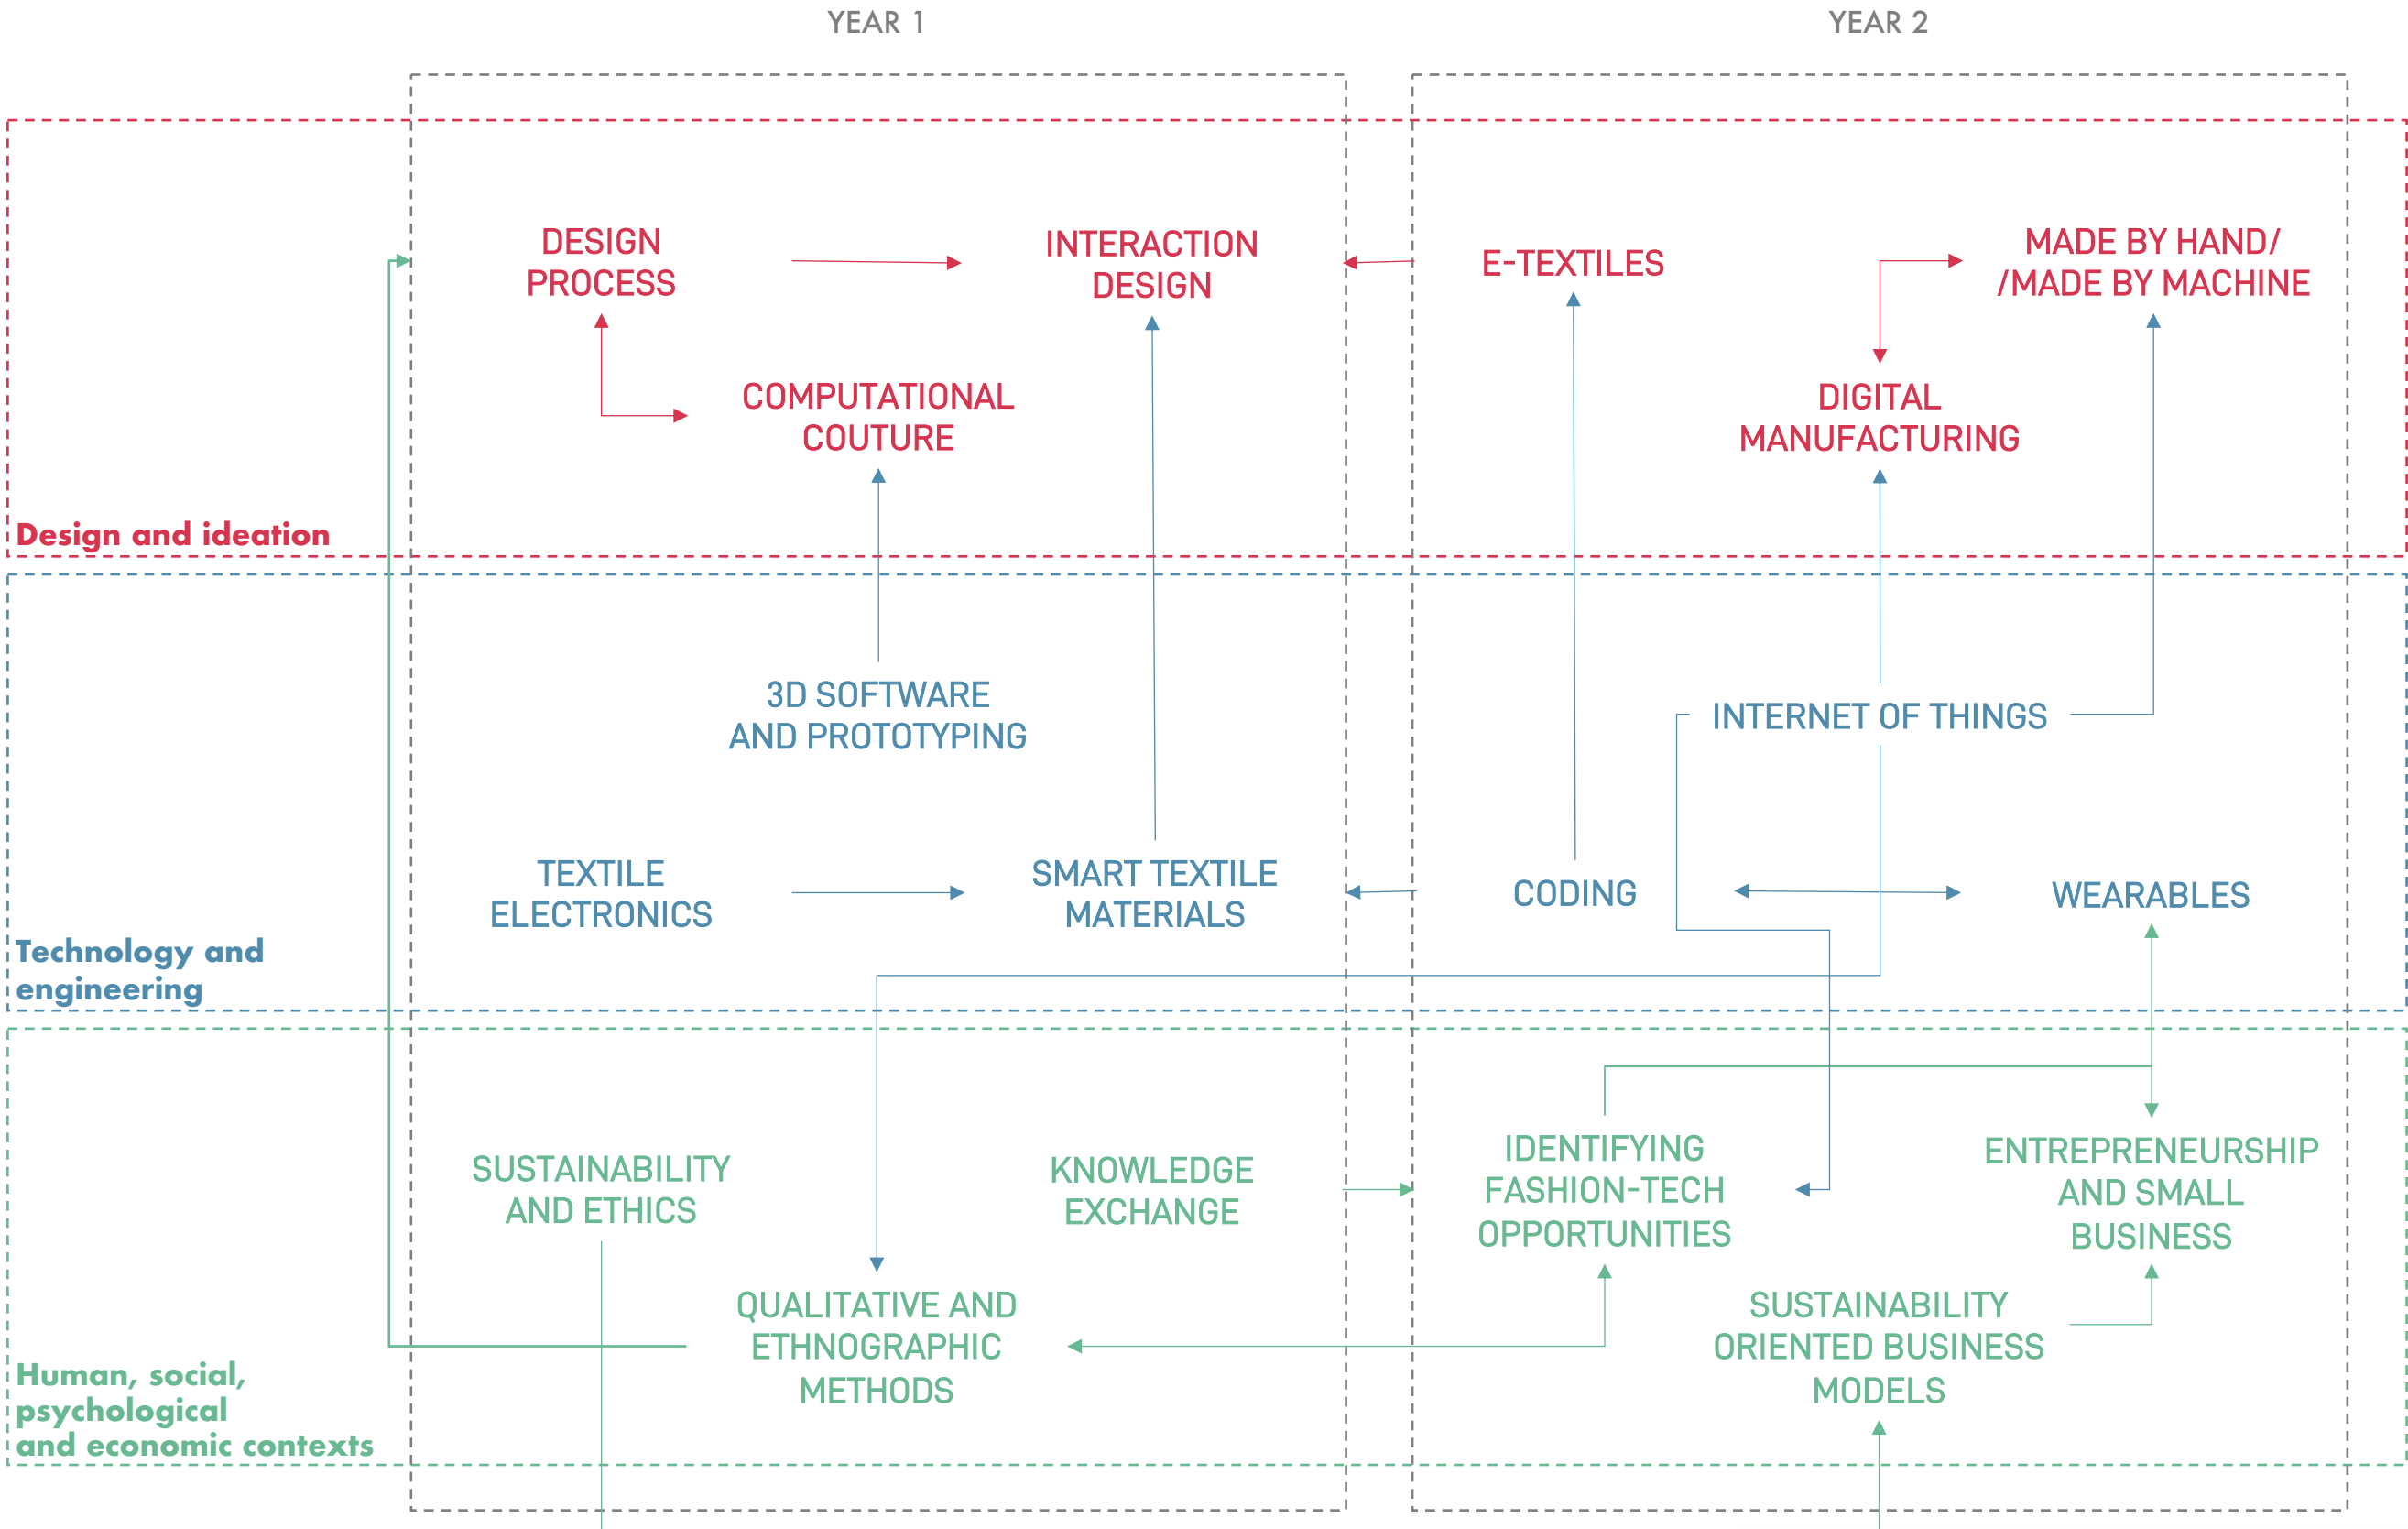 YEAR 1
YEAR 2
DESIGN
PROCESS
INTERACTION
DESIGN
E-TEXTILES
MADE BY HAND/
/MADE BY MACHINE
COMPUTATIONAL
COUTURE
DIGITAL
MANUFACTURING
Design and ideation
3D SOFTWARE
AND PROTOTYPING
INTERNET OF THINGS
TEXTILE
ELECTRONICS
SMART TEXTILE
MATERIALS
CODING
WEARABLES
Technology and
engineering
SUSTAINABILITY
AND ETHICS
KNOWLEDGE
EXCHANGE
IDENTIFYING
FASHION-TECH
OPPORTUNITIES
ENTREPRENEURSHIP
AND SMALL
BUSINESS
QUALITATIVE AND
ETHNOGRAPHIC
METHODS
SUSTAINABILITY
ORIENTED BUSINESS
MODELS
Human, social,
psychological
and economic contexts